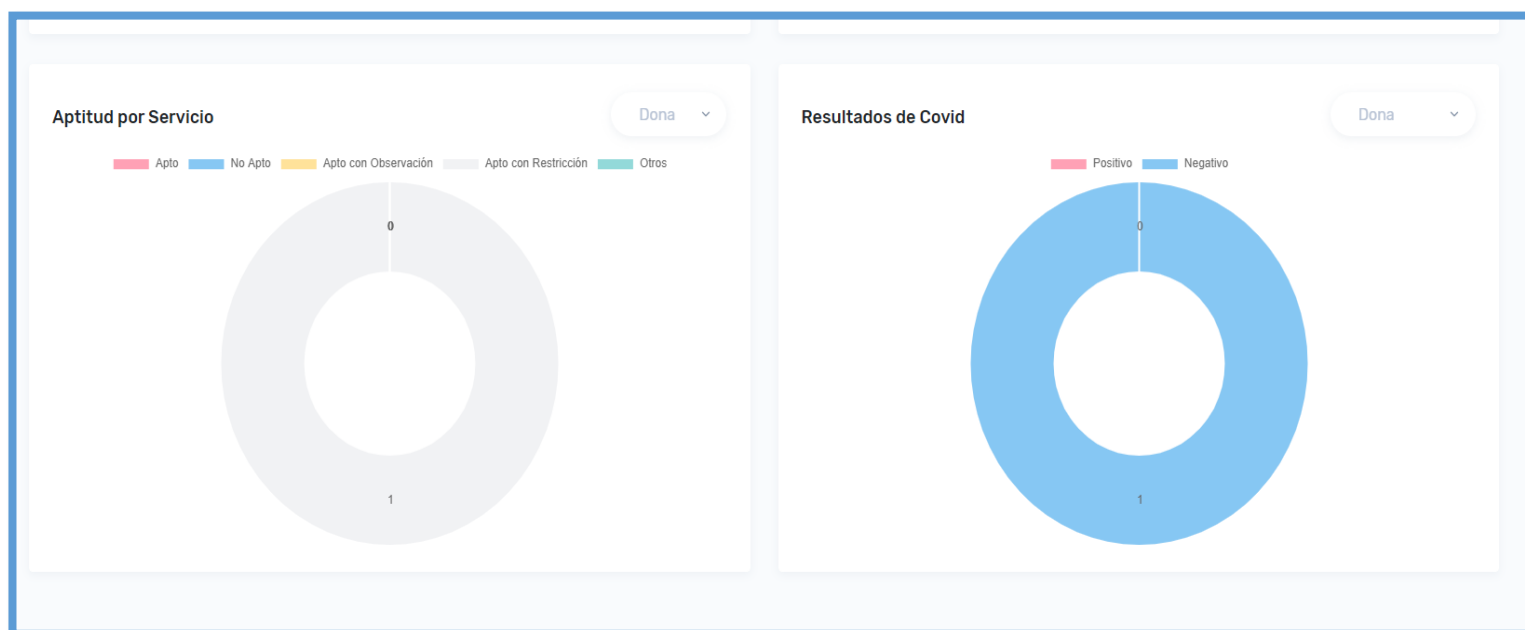 Aptitud por Servicio
Dona
Apto No Apto Apto con Observación Apto con Restricción Otros
0
1
Resultados de Covid
Dona
Positivo Negativo
0
1